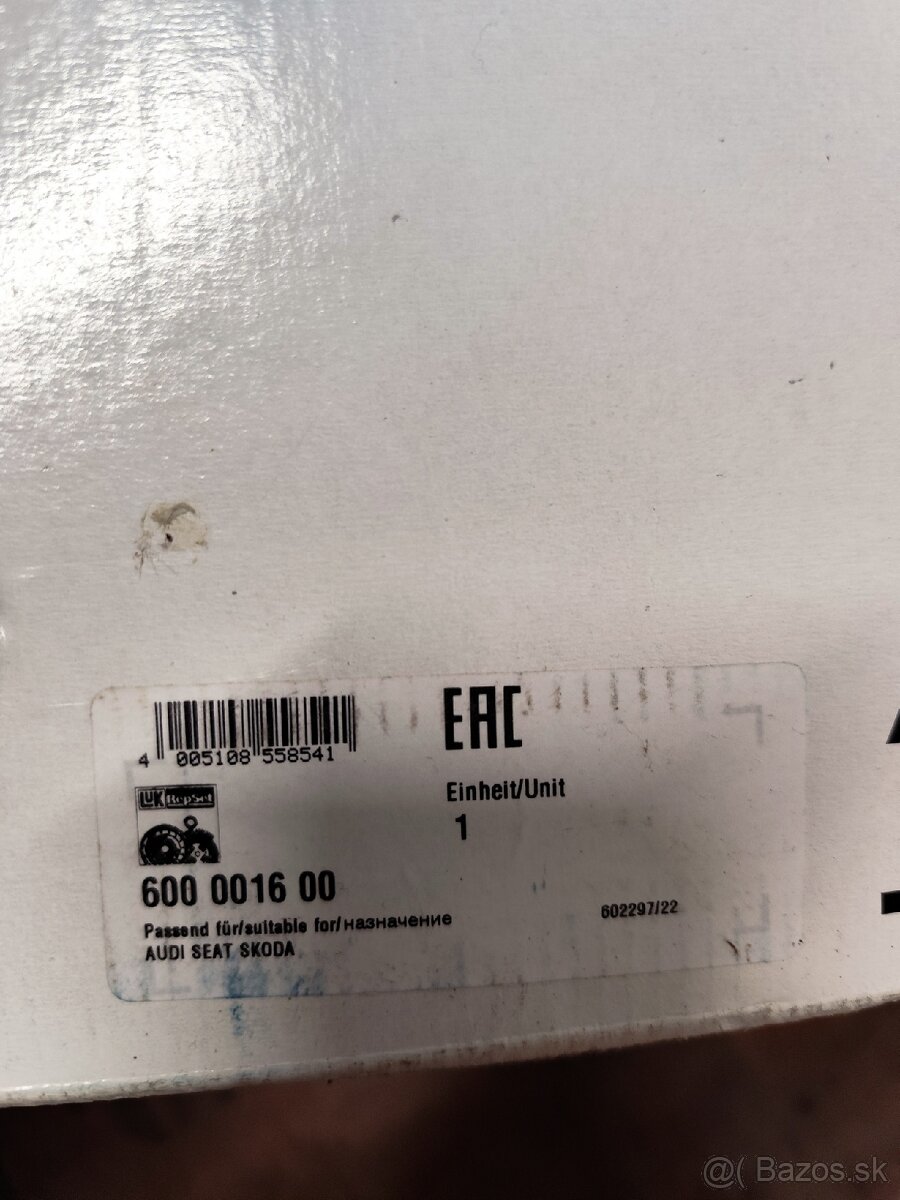 EAC
4 005108 558541
Einheit/Unit
1
LuK RepSet
600 0016 00
Passend für/suitable for/назначение
602297/22
AUDI SEAT SKODA
@( Bazos.sk